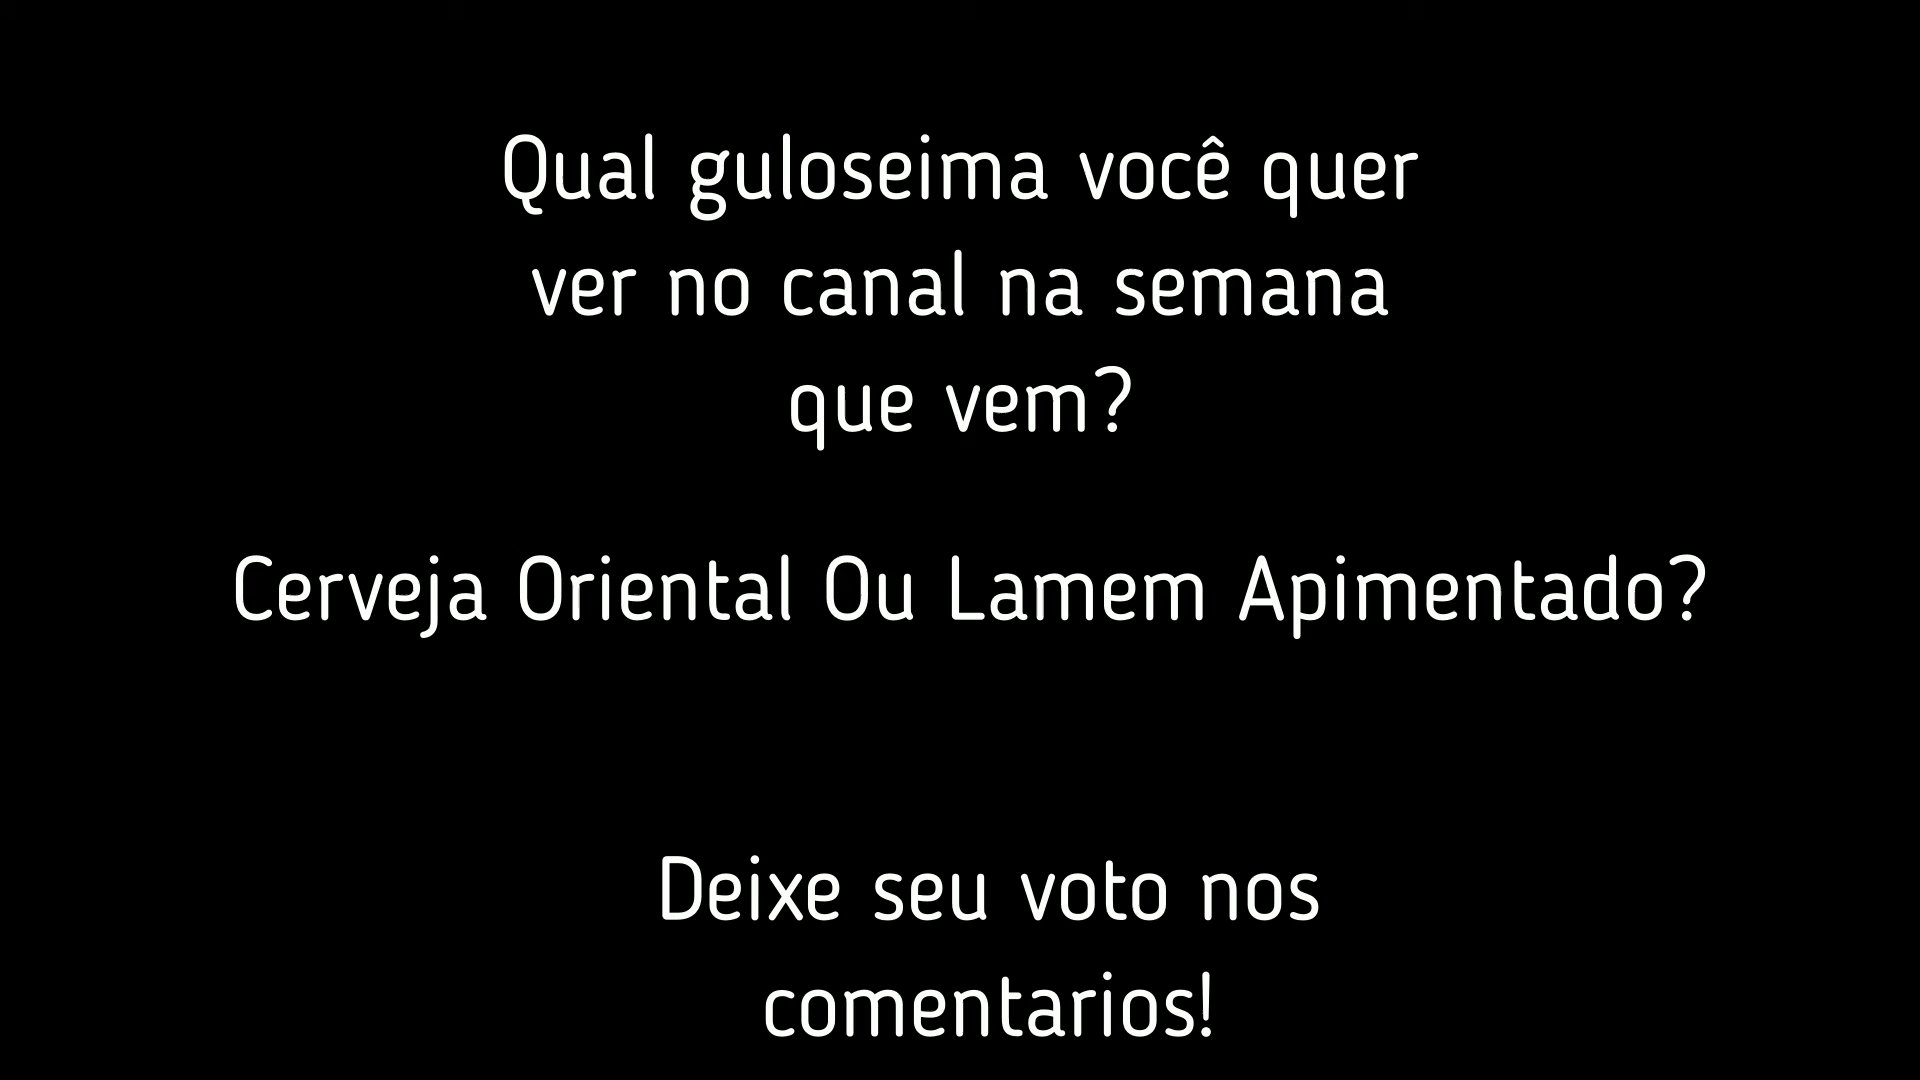 Qual guloseima você quer
ver no canal na semana
que vem?
Cerveja Oriental Ou Lamem Apimentado?
Deixe seu voto nos
comentarios!